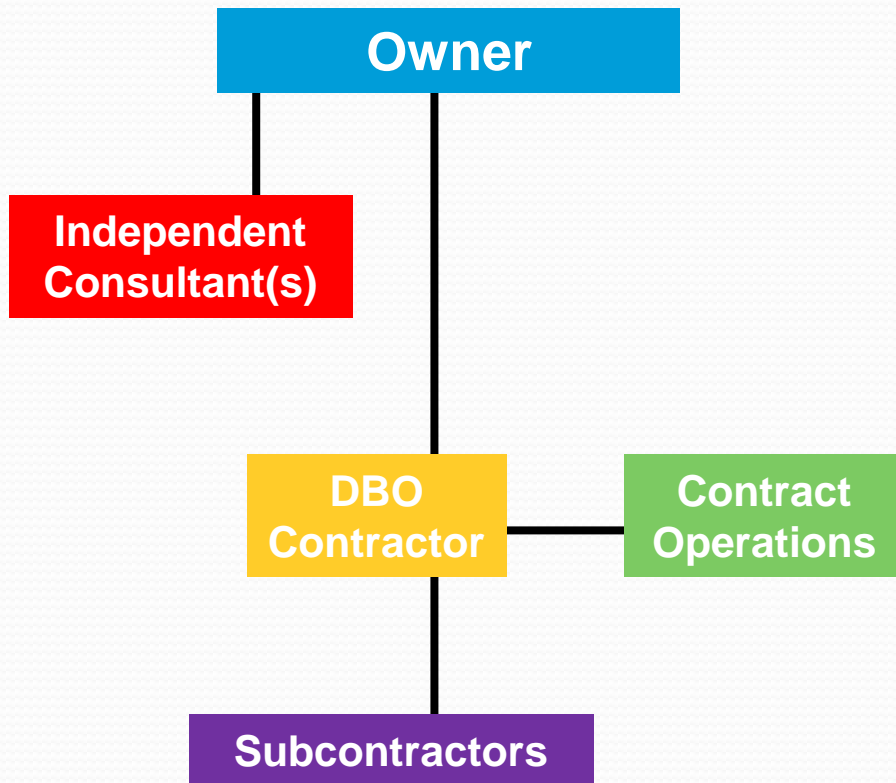 Owner
Independent
Consultant(s)
DBO
Contractor
Contract
Operations
Subcontractors